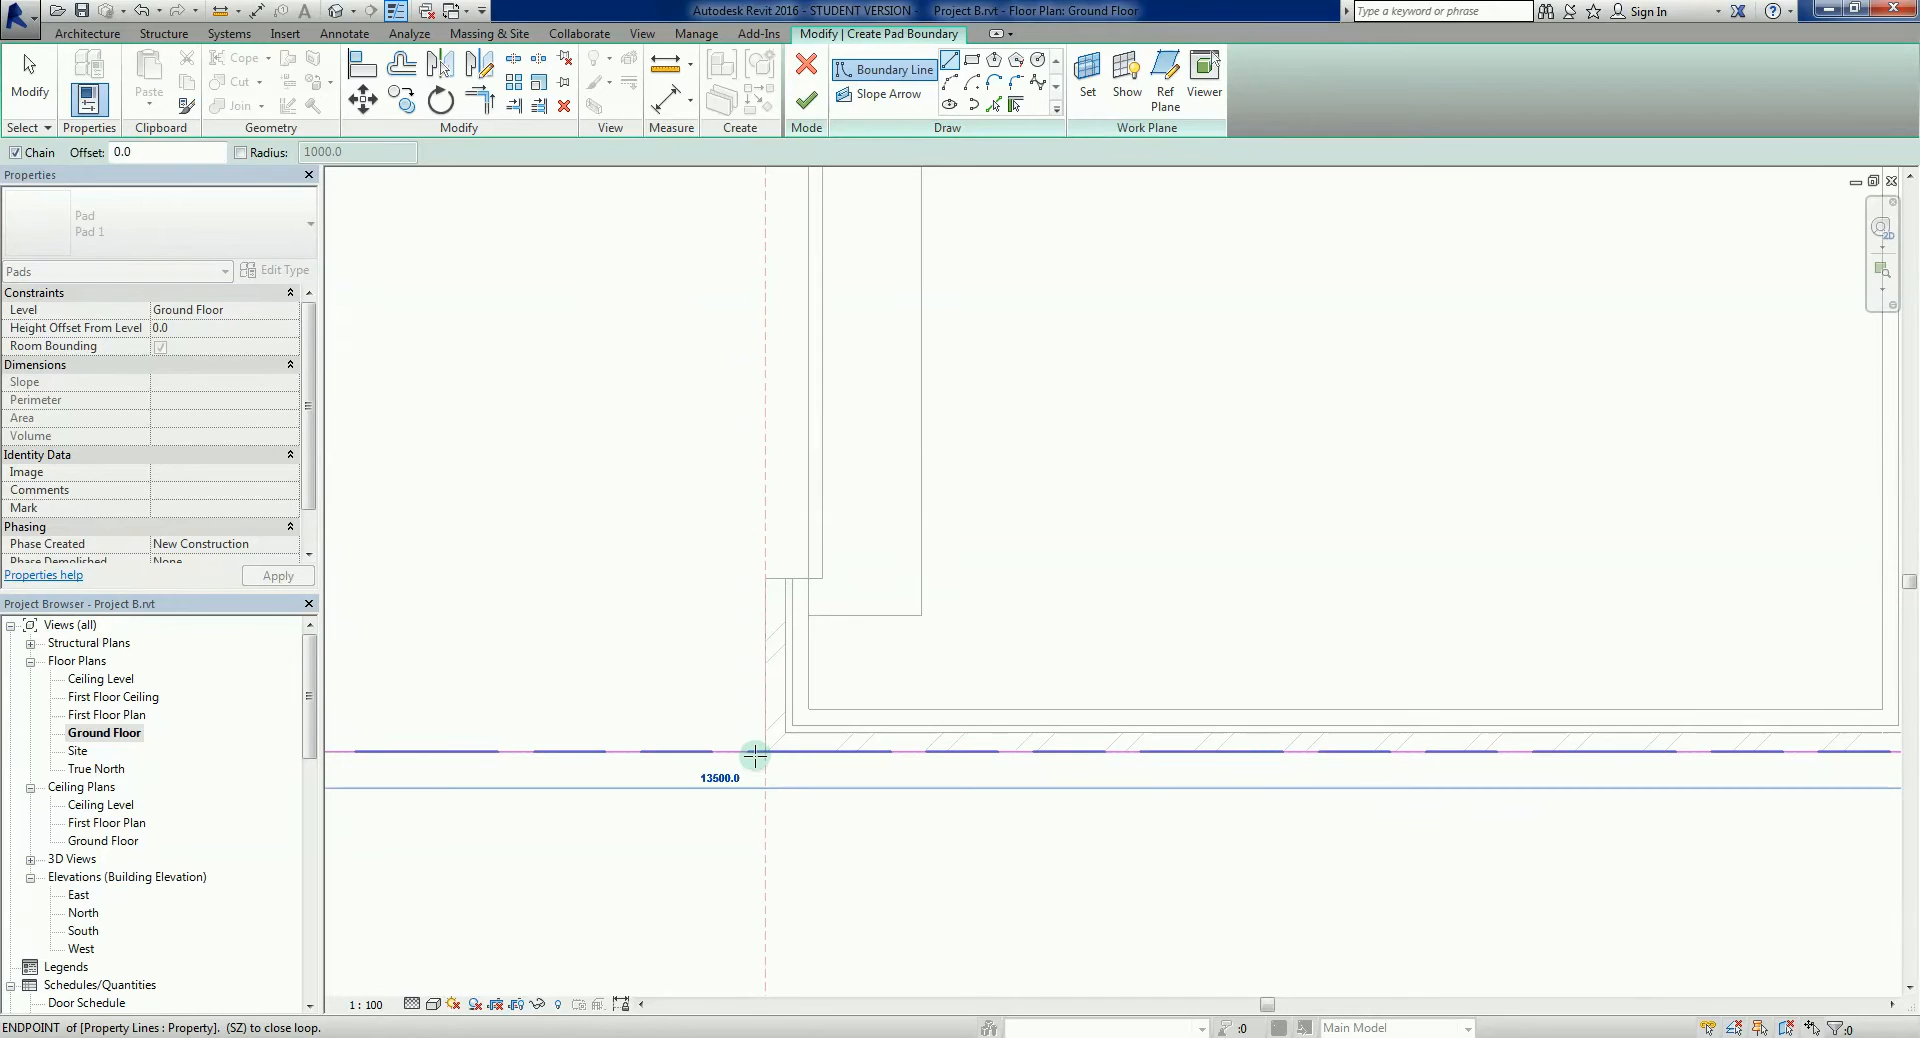 Autodesk Revit 2016 - STUDENT VERSION -    Project B.rvt - Floor Plan: Ground Floor
Type a keyword or phrase
Sign In
Architecture Structure Systems Insert Annotate Analyze Massing & Site Collaborate View Manage Add-Ins Modify | Create Pad Boundary
Modify
Paste
Cope
Cut
Join
Boundary Line
Slope Arrow
Set
Show
Ref
Plane
Viewer
Select Properties Clipboard Geometry Modify View Measure Create Mode Draw Work Plane
Chain Offset: 0.0 Radius: 1000.0
Properties
Pad
Pad 1
Pads Edit Type
Constraints
Level Ground Floor
Height Offset From Level 0.0
Room Bounding
Dimensions
Slope
Perimeter
Area
Volume
Identity Data
Image
Comments
Mark
Phasing
Phase Created New Construction
Phase Demolished None
Properties help Apply
Project Browser - Project B.rvt
Views (all)
Structural Plans
Floor Plans
Ceiling Level
First Floor Ceiling
First Floor Plan
Ground Floor
Site
True North
Ceiling Plans
Ceiling Level
First Floor Plan
Ground Floor
3D Views
Elevations (Building Elevation)
East
North
South
West
Legends
Schedules/Quantities
Door Schedule
2D
13500.0
1 : 100
ENDPOINT of [Property Lines : Property]. (SZ) to close loop.
:0
Main Model
:0